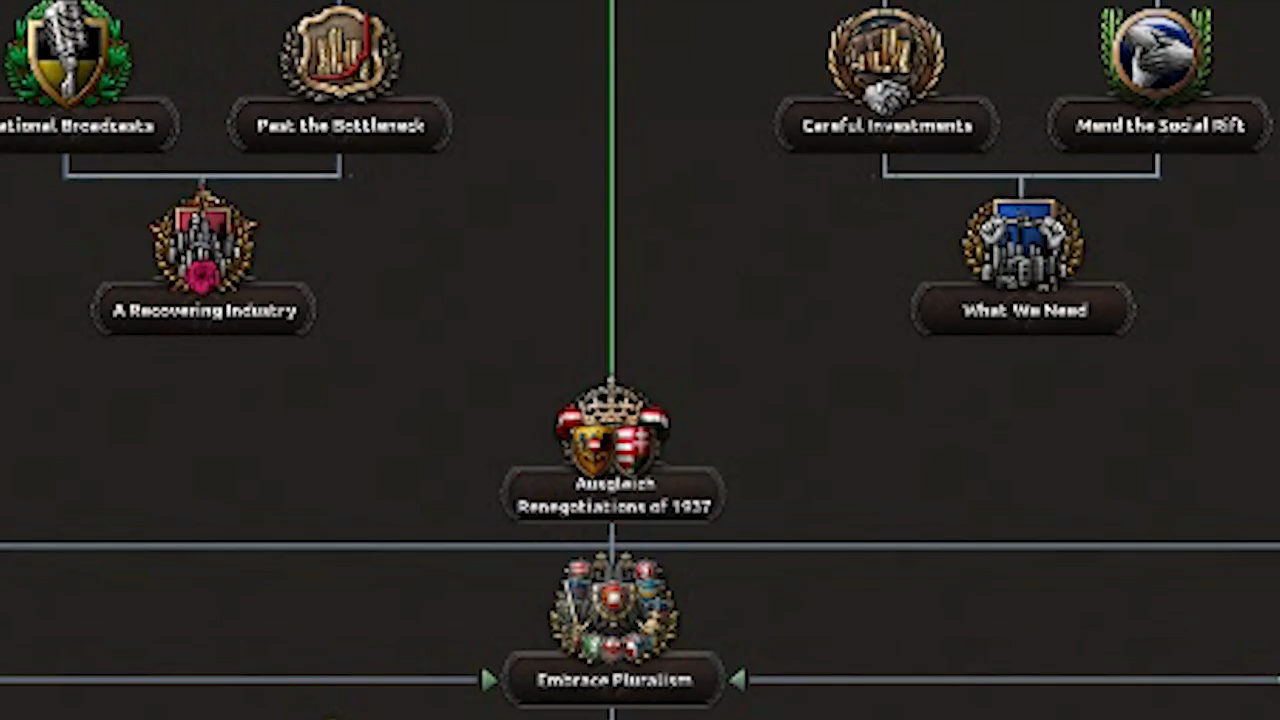 ational Broadcasts
Past the Bottleneck
Careful Investments
Mend the Social Rift
A Recovering Industry
What We Need
Ausgleich
Renegotiations of 1937
Embrace Pluralism